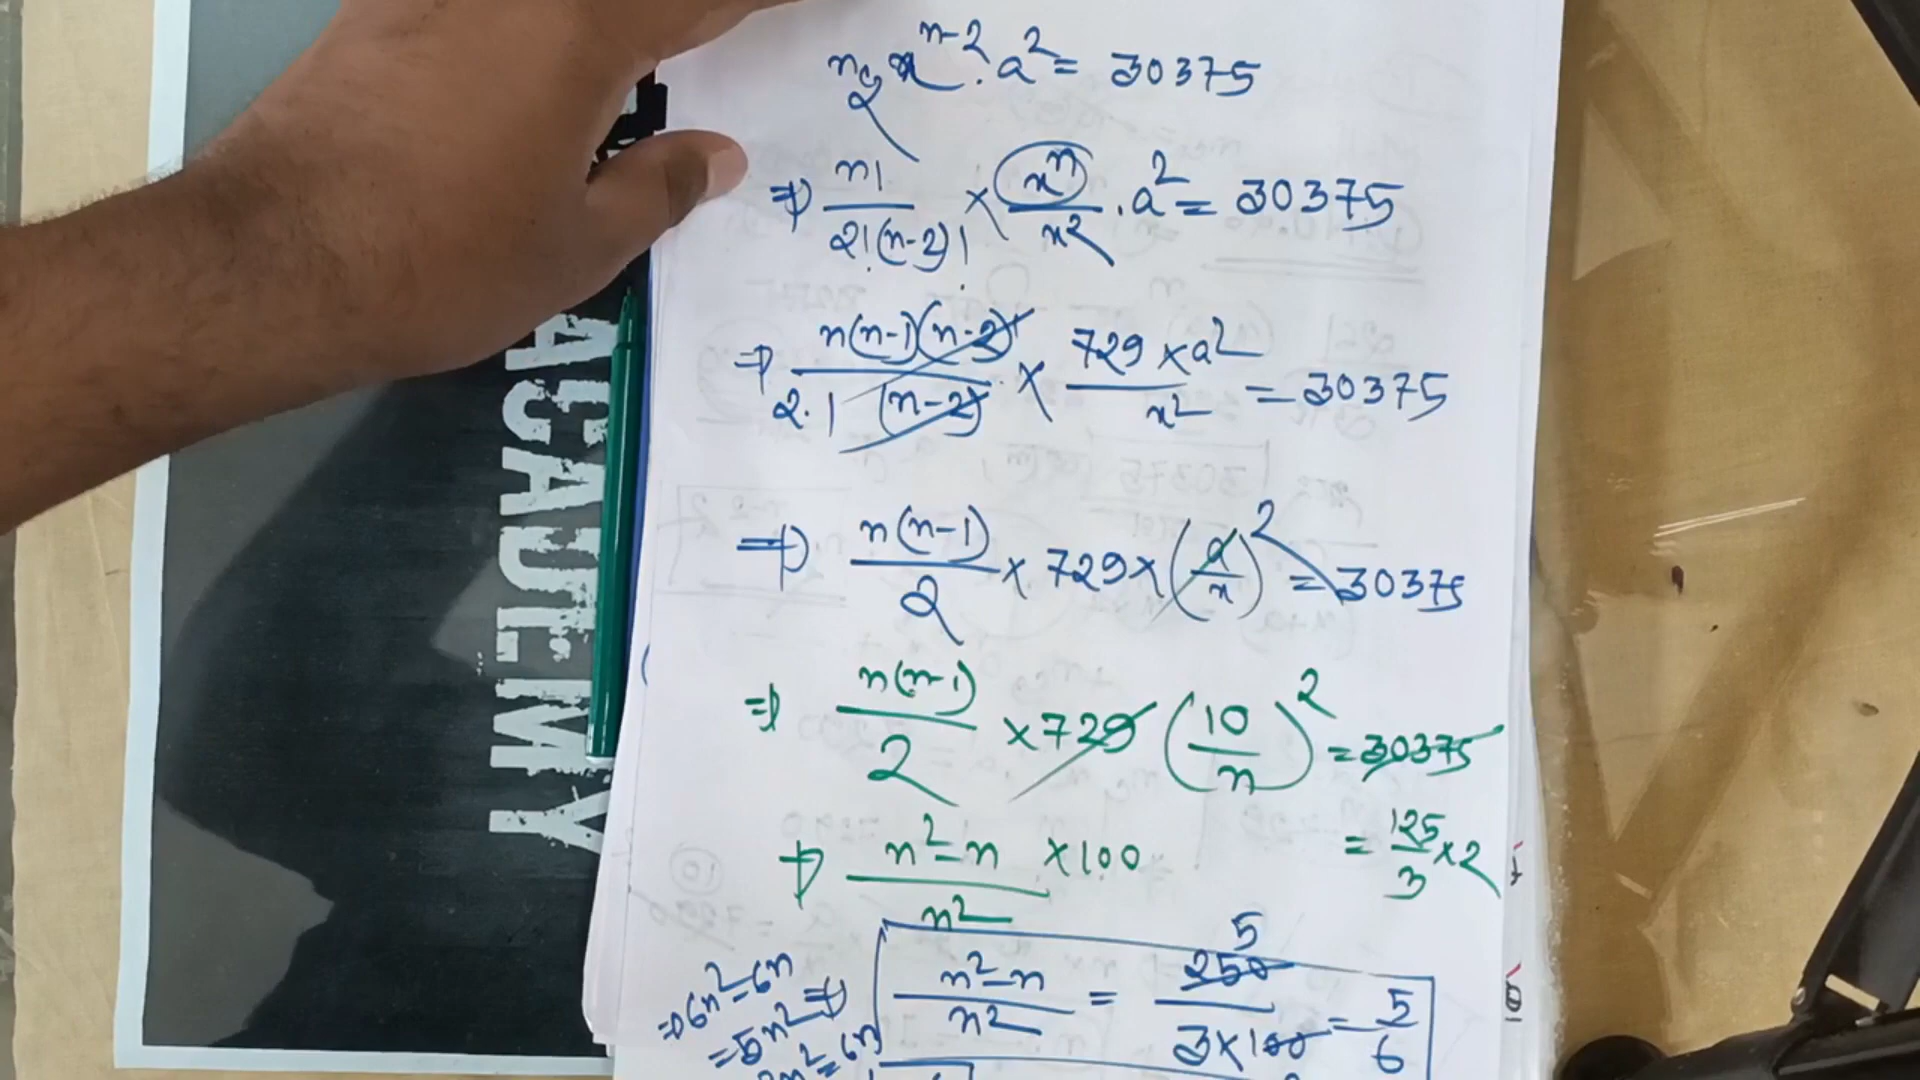 ⁿC₂ xⁿ⁻² . a² = 30375
⇒ n! / 2!(n-2)! × xⁿ / x² . a² = 30375
⇒ n(n-1)(n-2)! / 2.1 (n-2)! × 729 × a² / x² = 30375
⇒ n(n-1) / 2 × 729 × (a/x)² = 30375
⇒ n(n-1) / 2 × 729 (10/n)² = 30375
⇒ n²-n / n² × 100 = 125/3 × 2
⇒ n²-n / n² = 250 / 3×100 = 5/6
5
⇒ 6n²-6n
= 5n²
ACADEMY